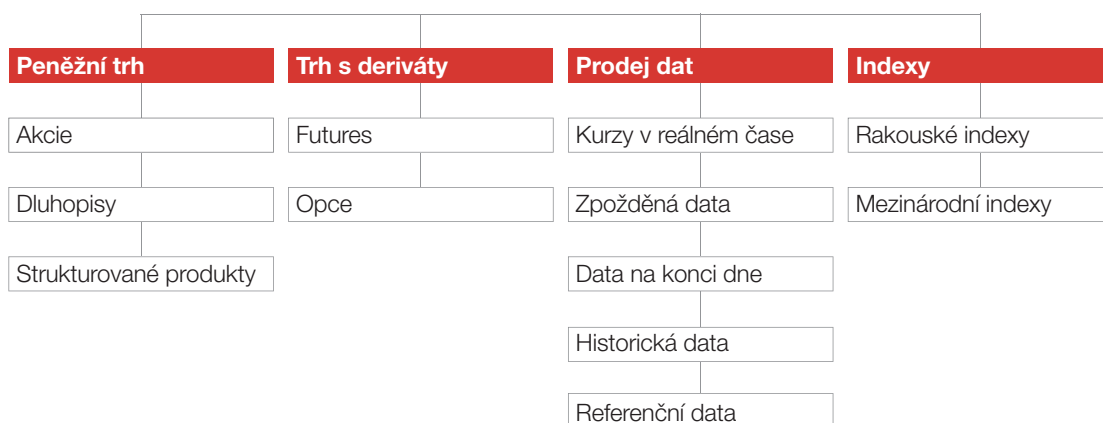 Peněžní trh
Akcie
Dluhopisy
Strukturované produkty
Trh s deriváty
Futures
Opce
Prodej dat
Kurzy v reálném čase
Zpožděná data
Data na konci dne
Historická data
Referenční data
Indexy
Rakouské indexy
Mezinárodní indexy